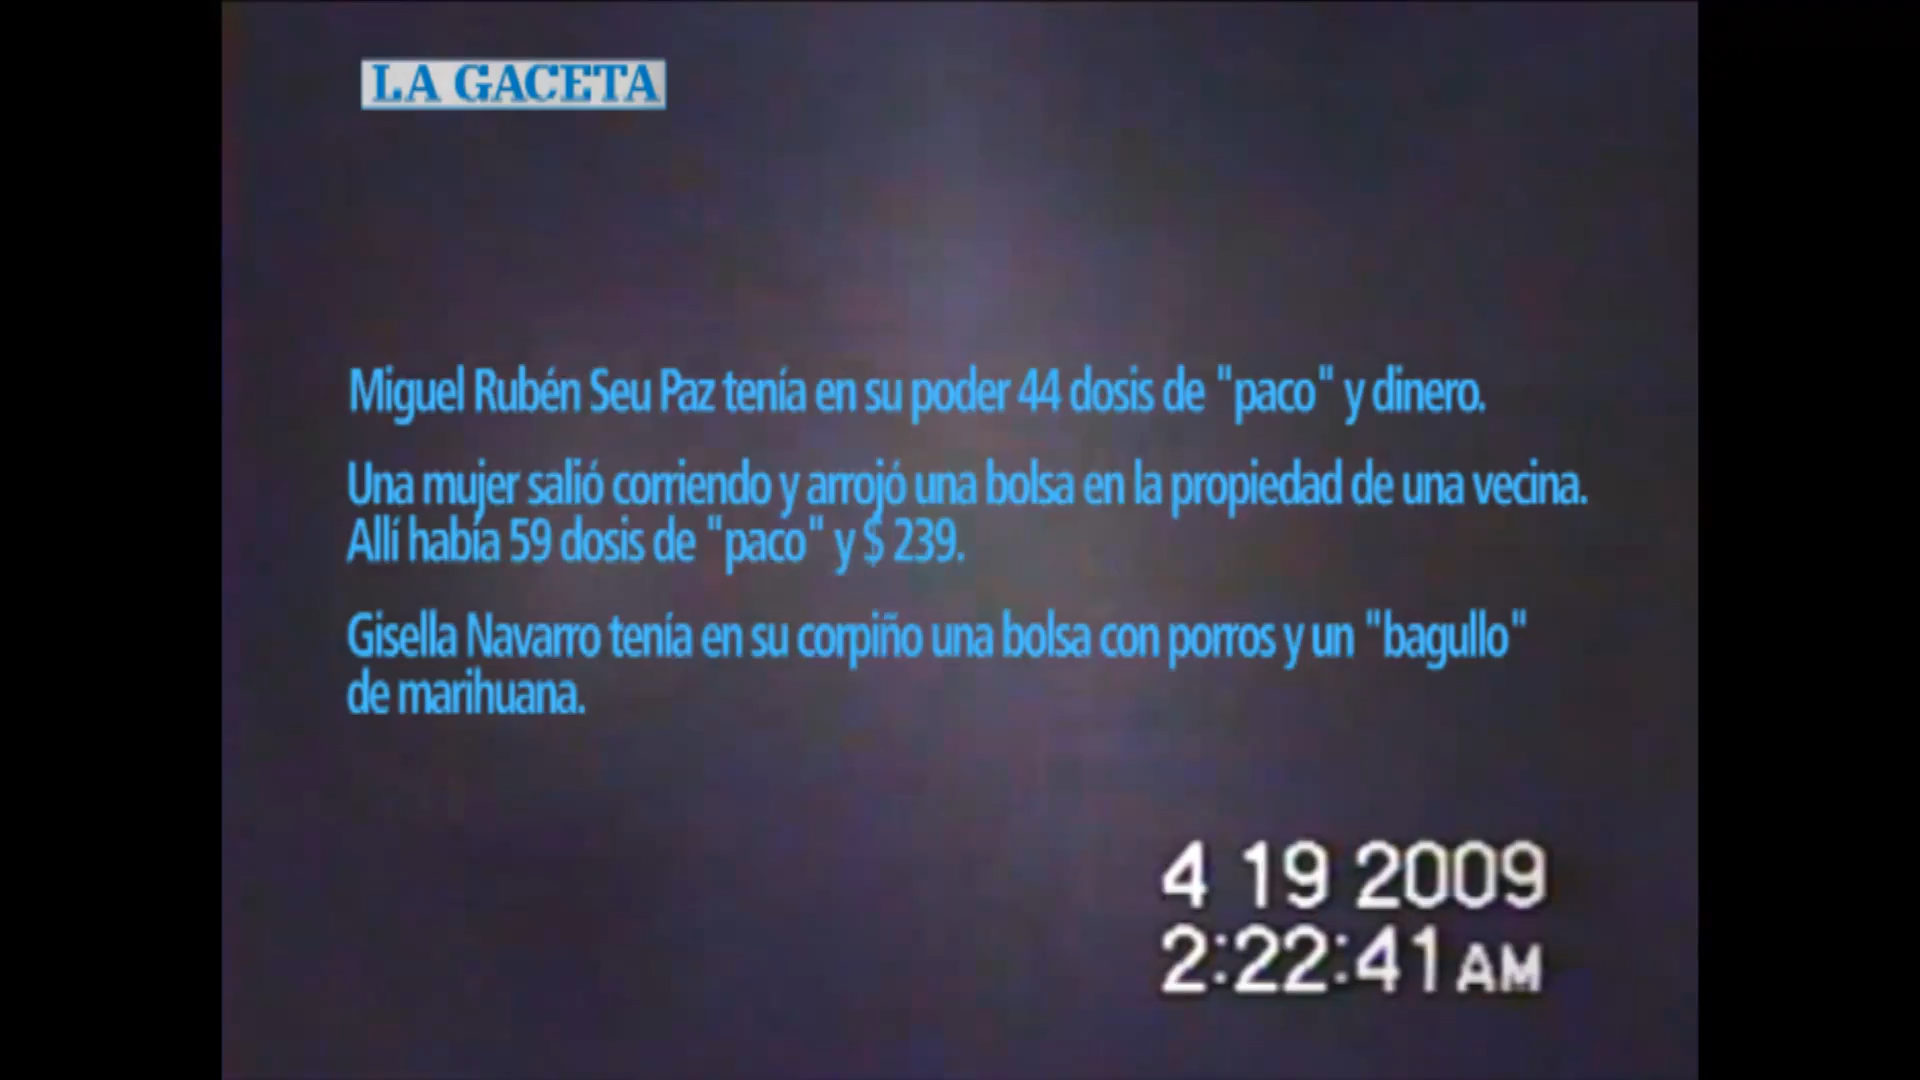 LA GACETA
Miguel Rubén Seu Paz tenía en su poder 44 dosis de "paco" y dinero.
Una mujer salió corriendo y arrojó una bolsa en la propiedad de una vecina.
Allí había 59 dosis de "paco" y $ 239.
Gisella Navarro tenía en su corpiño una bolsa con porros y un "bagullo"
de marihuana.
4 19 2009
2:22:41 AM